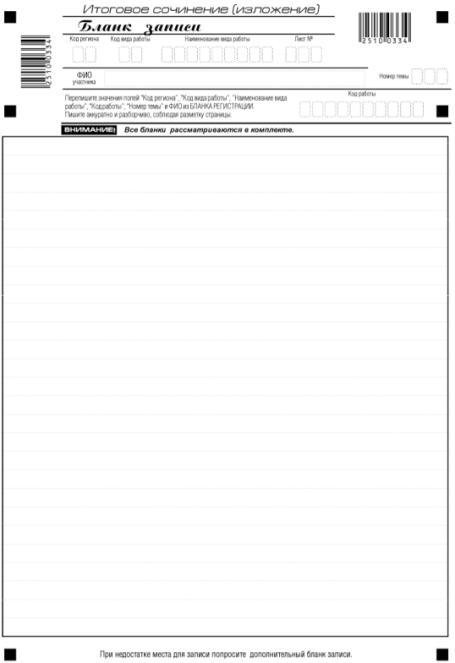 Итоговое сочинение (изложение)
Бланк записи
Код региона Код вида работы Наименование вида работы Лист №
ФИО участника Номер темы
Перепишите значения полей "Код региона", "Код вида работы", "Наименование вида
работы", "Код работы", "Номер темы" и ФИО из БЛАНКА РЕГИСТРАЦИИ.
Пишите аккуратно и разборчиво, соблюдая разметку страницы.
Код работы
ВНИМАНИЕ! Все бланки рассматриваются в комплекте.
При недостатке места для записи попросите дополнительный бланк записи.
25100334
25100334